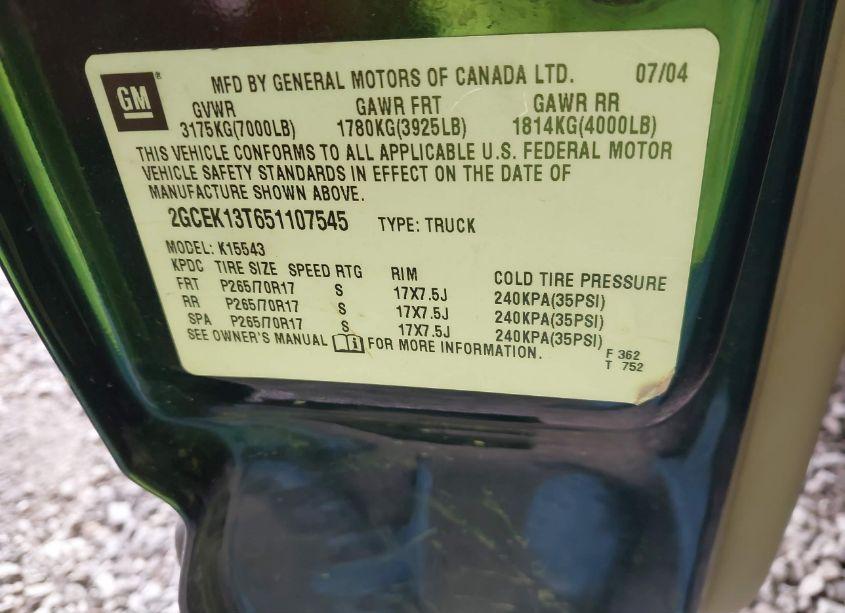 GM ® MFD BY GENERAL MOTORS OF CANADA LTD. 07/04
GVWR GAWR FRT GAWR RR
3175KG(7000LB) 1780KG(3925LB) 1814KG(4000LB)
THIS VEHICLE CONFORMS TO ALL APPLICABLE U.S. FEDERAL MOTOR
VEHICLE SAFETY STANDARDS IN EFFECT ON THE DATE OF
MANUFACTURE SHOWN ABOVE.
2GCEK13T651107545 TYPE: TRUCK
MODEL: K15543
KPDC TIRE SIZE SPEED RTG RIM COLD TIRE PRESSURE
FRT P265/70R17 S 17X7.5J 240KPA(35PSI)
RR P265/70R17 S 17X7.5J 240KPA(35PSI)
SPA P265/70R17 S 17X7.5J 240KPA(35PSI)
SEE OWNER'S MANUAL i FOR MORE INFORMATION.
F 362
T 752